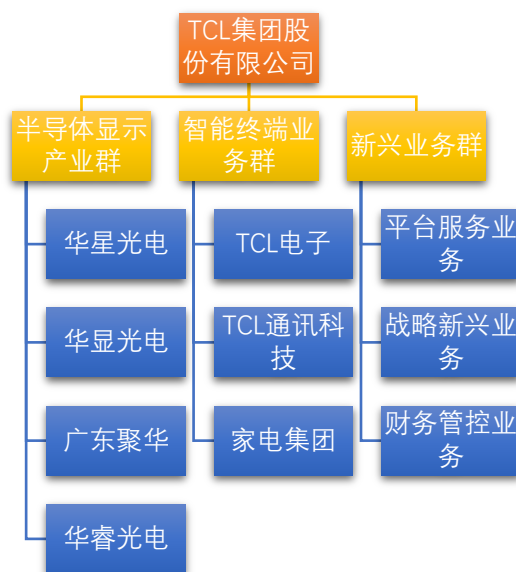 TCL集团股
份有限公司
半导体显示
产业群
智能终端业
务群
新兴业务群
华星光电
TCL电子
平台服务业
务
华显光电
TCL通讯科
技
战略新兴业
务
广东聚华
家电集团
财务管控业
务
华睿光电